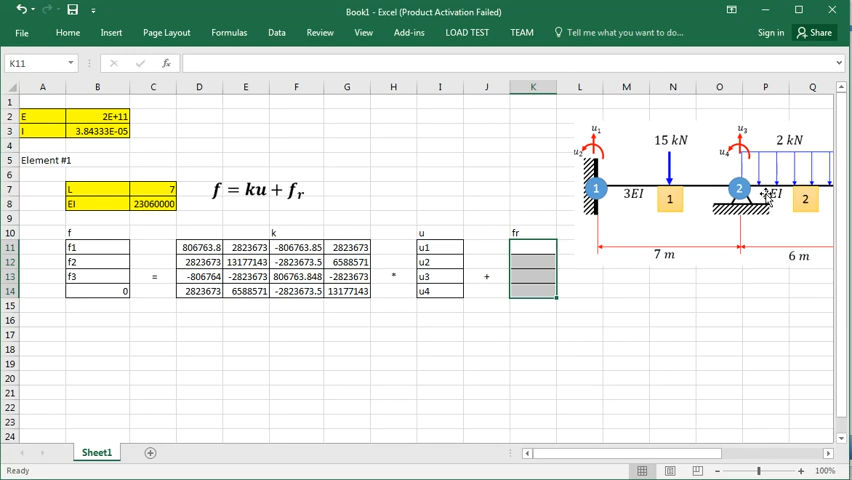 Book1 - Excel (Product Activation Failed)
File Home Insert Page Layout Formulas Data Review View Add-ins LOAD TEST TEAM Tell me what you want to do... Sign in Share
K11 fx
A B C D E F G H I J K L M N O P Q
1
2 E 2E+11
3 I 3.84333E-05
4
5 Element #1
6
7 L 7
8 EI 23060000
f = ku + fr
9
10 f k u fr
11 f1 806763.8 2823673 -806763.85 2823673 u1
12 f2 2823673 13177143 -2823673.5 6588571 u2
13 f3 = -806764 -2823673 806763.848 -2823673 * u3 +
14 0 2823673 6588571 -2823673.5 13177143 u4
15
16
17
18
19
20
21
22
23
24
u1 u3
15 kN 2 kN
u2 u4
1 3EI 2 EI
1 2
7 m 6 m
Sheet1
Ready 100%